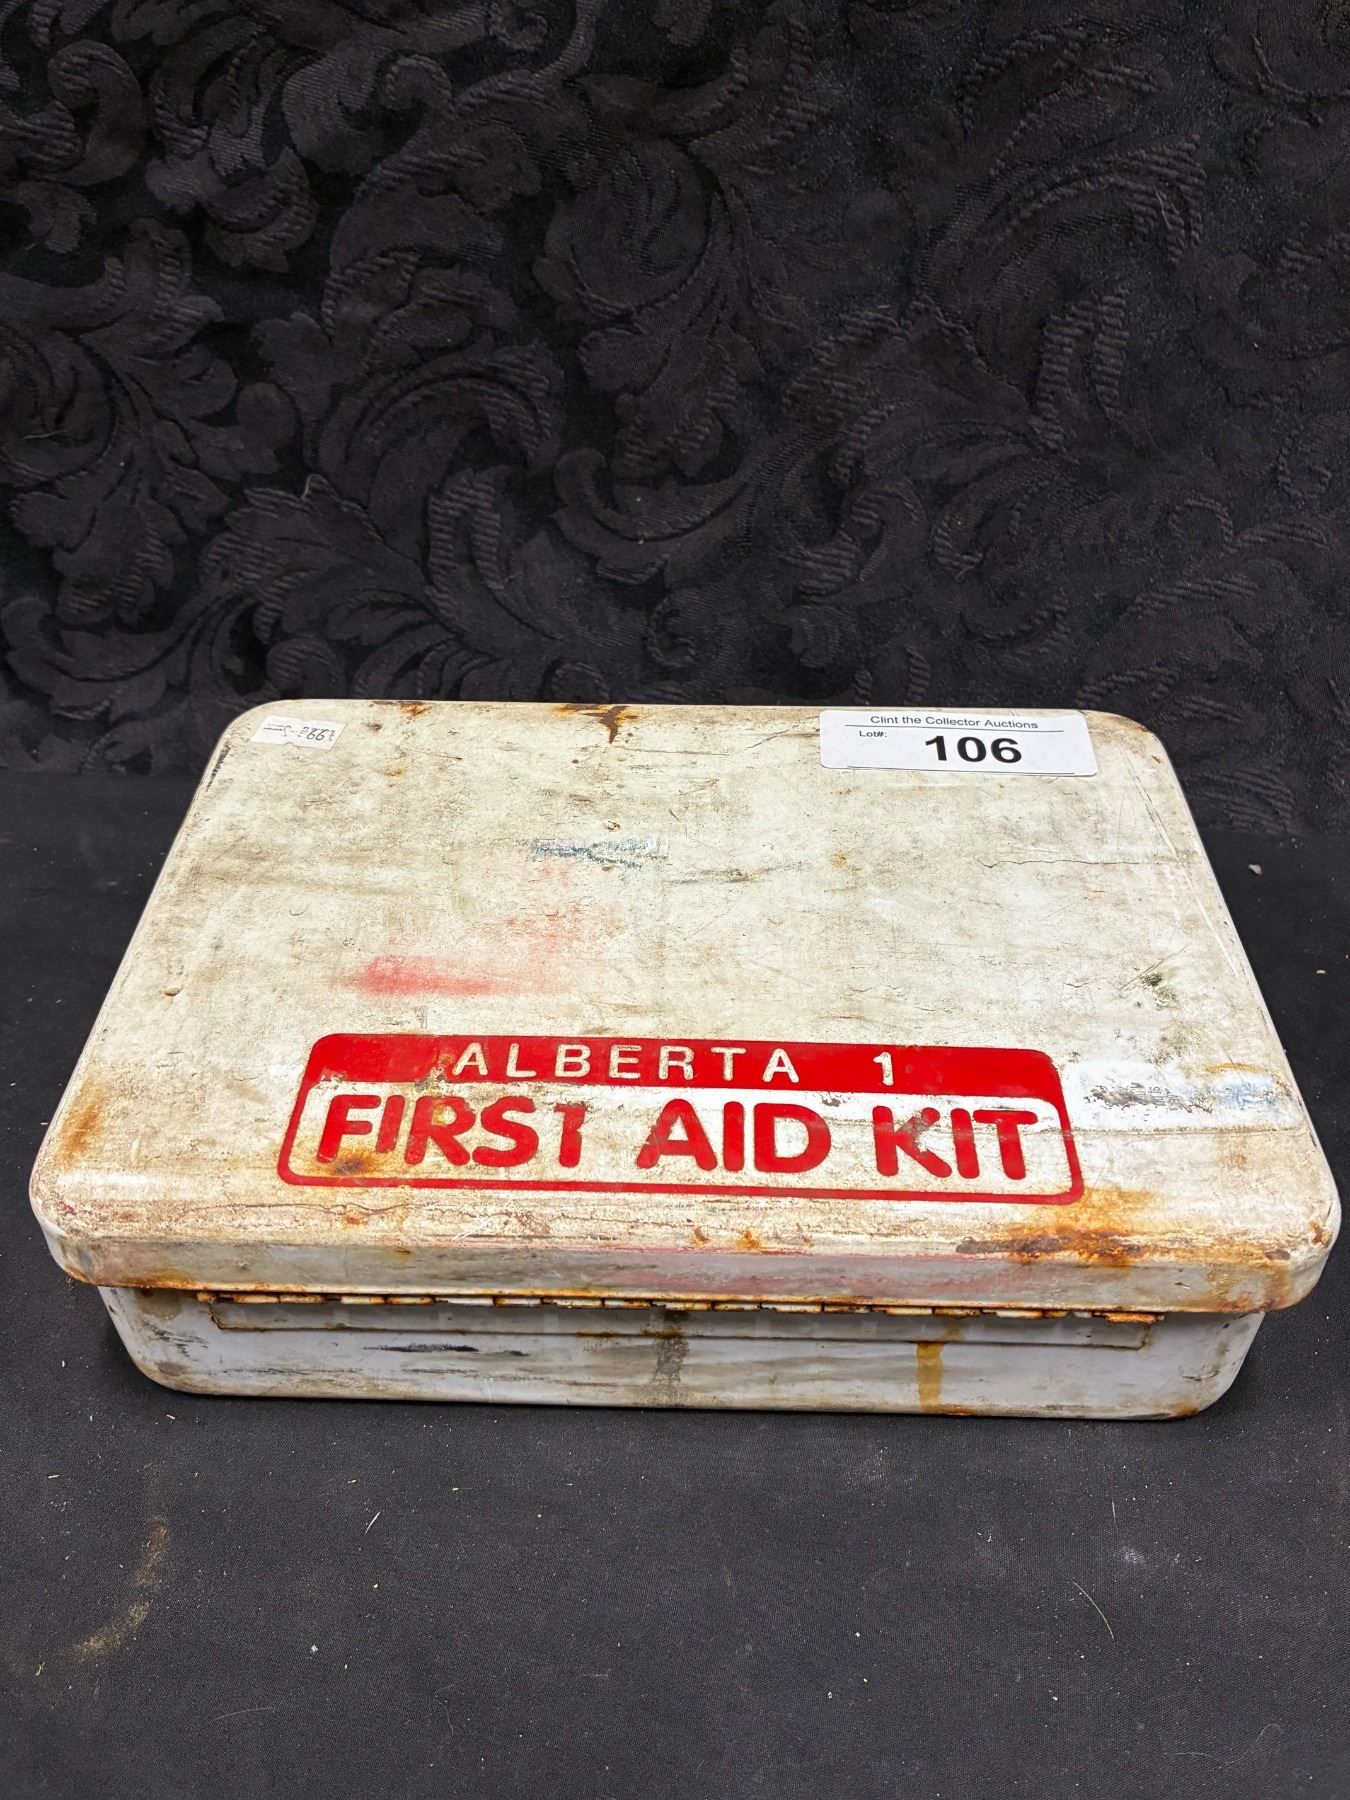 Clint the Collector Auctions
Lot#:
106
ALBERTA 1
FIRST AID KIT